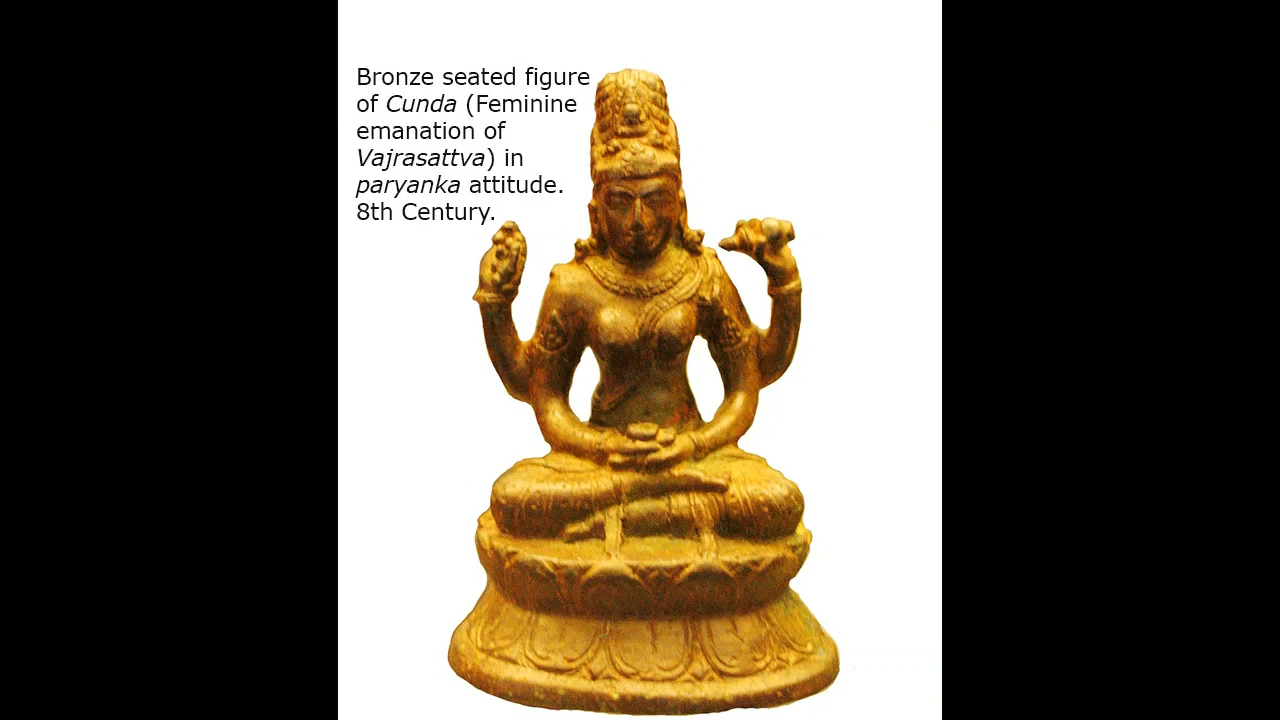 Bronze seated figure
of Cunda (Feminine
emanation of
Vajrasattva) in
paryanka attitude.
8th Century.